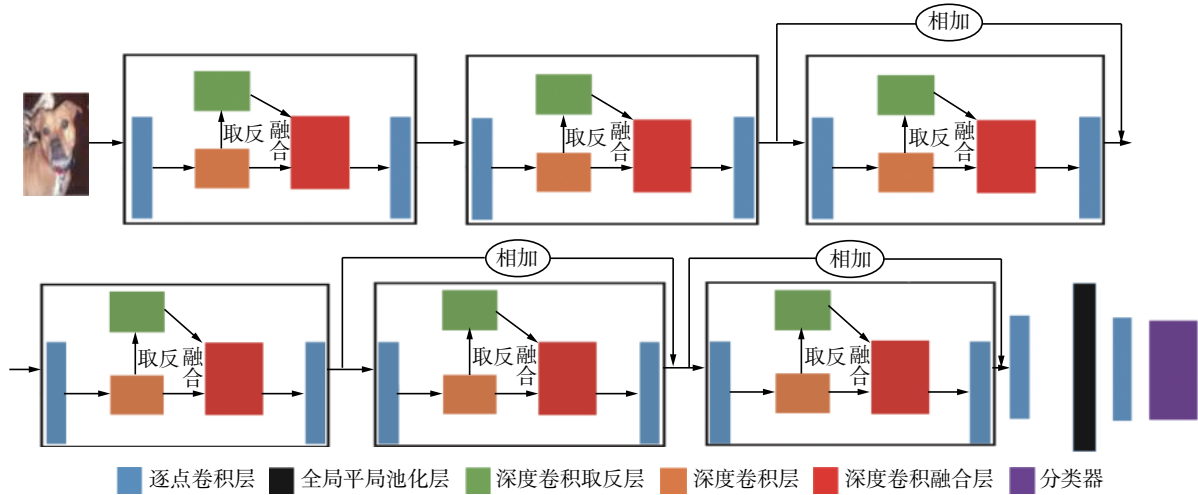 相加
取反 融合
取反 融合
取反 融合
相加
相加
取反 融合
取反 融合
取反 融合
逐点卷积层
全局平局池化层
深度卷积取反层
深度卷积层
深度卷积融合层
分类器